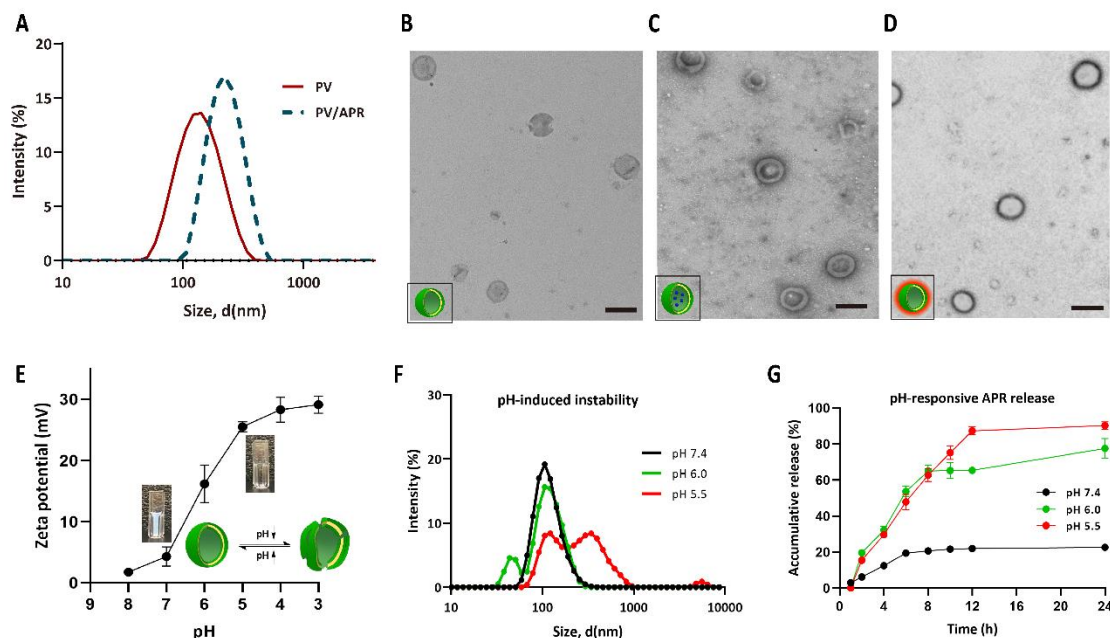 A
20
15
10
5
0
Intensity (%)
PV
PV/APR
10
100
1000
Size, d(nm)
B
C
D
E
40
30
20
10
0
Zeta potential (mV)
9
8
7
6
5
4
3
pH
pH
pH
F
pH-induced instability
30
20
10
0
Intensity (%)
pH 7.4
pH 6.0
pH 5.5
10
100
1000
10000
Size, d(nm)
G
pH-responsive APR release
100
80
60
40
20
0
Accumulative release (%)
pH 7.4
pH 6.0
pH 5.5
0
4
8
12
24
Time (h)